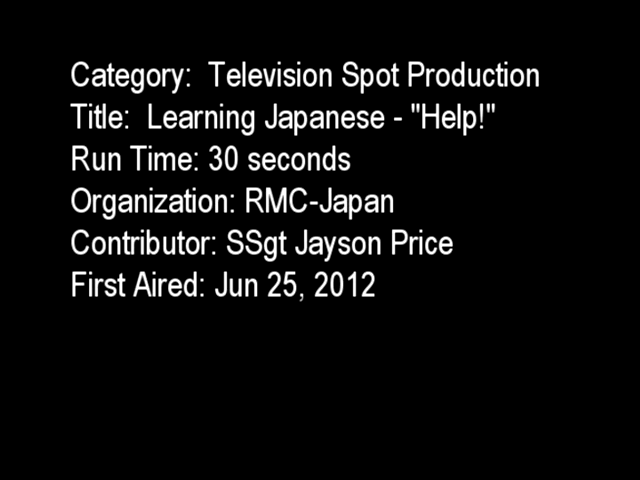 Category:  Television Spot Production
Title:  Learning Japanese - "Help!"
Run Time: 30 seconds
Organization: RMC-Japan
Contributor: SSgt Jayson Price
First Aired: Jun 25, 2012